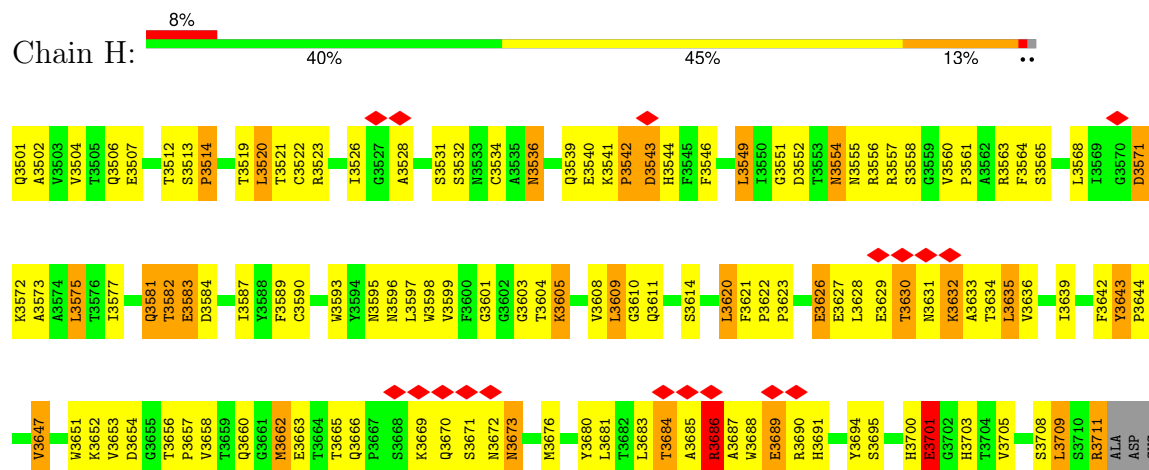 8%
Chain H:
40% 45% 13% ..
Q3501 A3502 V3503 V3504 T3505 Q3506 E3507 T3512 S3513 P3514 T3519 L3520 T3521 C3522 R3523 I3526 G3527 A3528 S3531 S3532 N3533 C3534 A3535 N3536 Q3539 E3540 K3541 P3542 D3543 H3544 F3545 F3546 L3549 I3550 G3551 D3552 T3553 N3554 N3555 R3556 R3557 S3558 G3559 V3560 P3561 A3562 R3563 F3564 S3565 L3568 I3569 G3570 D3571
K3572 A3573 A3574 L3575 T3576 I3577 Q3581 T3582 E3583 D3584 I3587 Y3588 F3589 C3590 W3593 Y3594 N3595 N3596 L3597 W3598 V3599 F3600 G3601 G3602 G3603 T3604 K3605 V3608 L3609 G3610 Q3611 S3614 L3620 F3621 P3622 P3623 E3626 E3627 L3628 E3629 T3630 N3631 K3632 A3633 T3634 L3635 V3636 I3639 F3642 Y3643 P3644
V3647 W3651 K3652 V3653 D3654 G3655 T3656 P3657 V3658 T3659 Q3660 G3661 M3662 E3663 T3664 T3665 Q3666 P3667 S3668 K3669 Q3670 S3671 N3672 N3673 M3676 Y3680 L3681 T3682 L3683 T3684 A3685 R3686 A3687 W3688 E3689 R3690 H3691 Y3694 S3695 H3700 E3701 G3702 H3703 T3704 V3705 S3708 L3709 S3710 R3711 ALA ASP